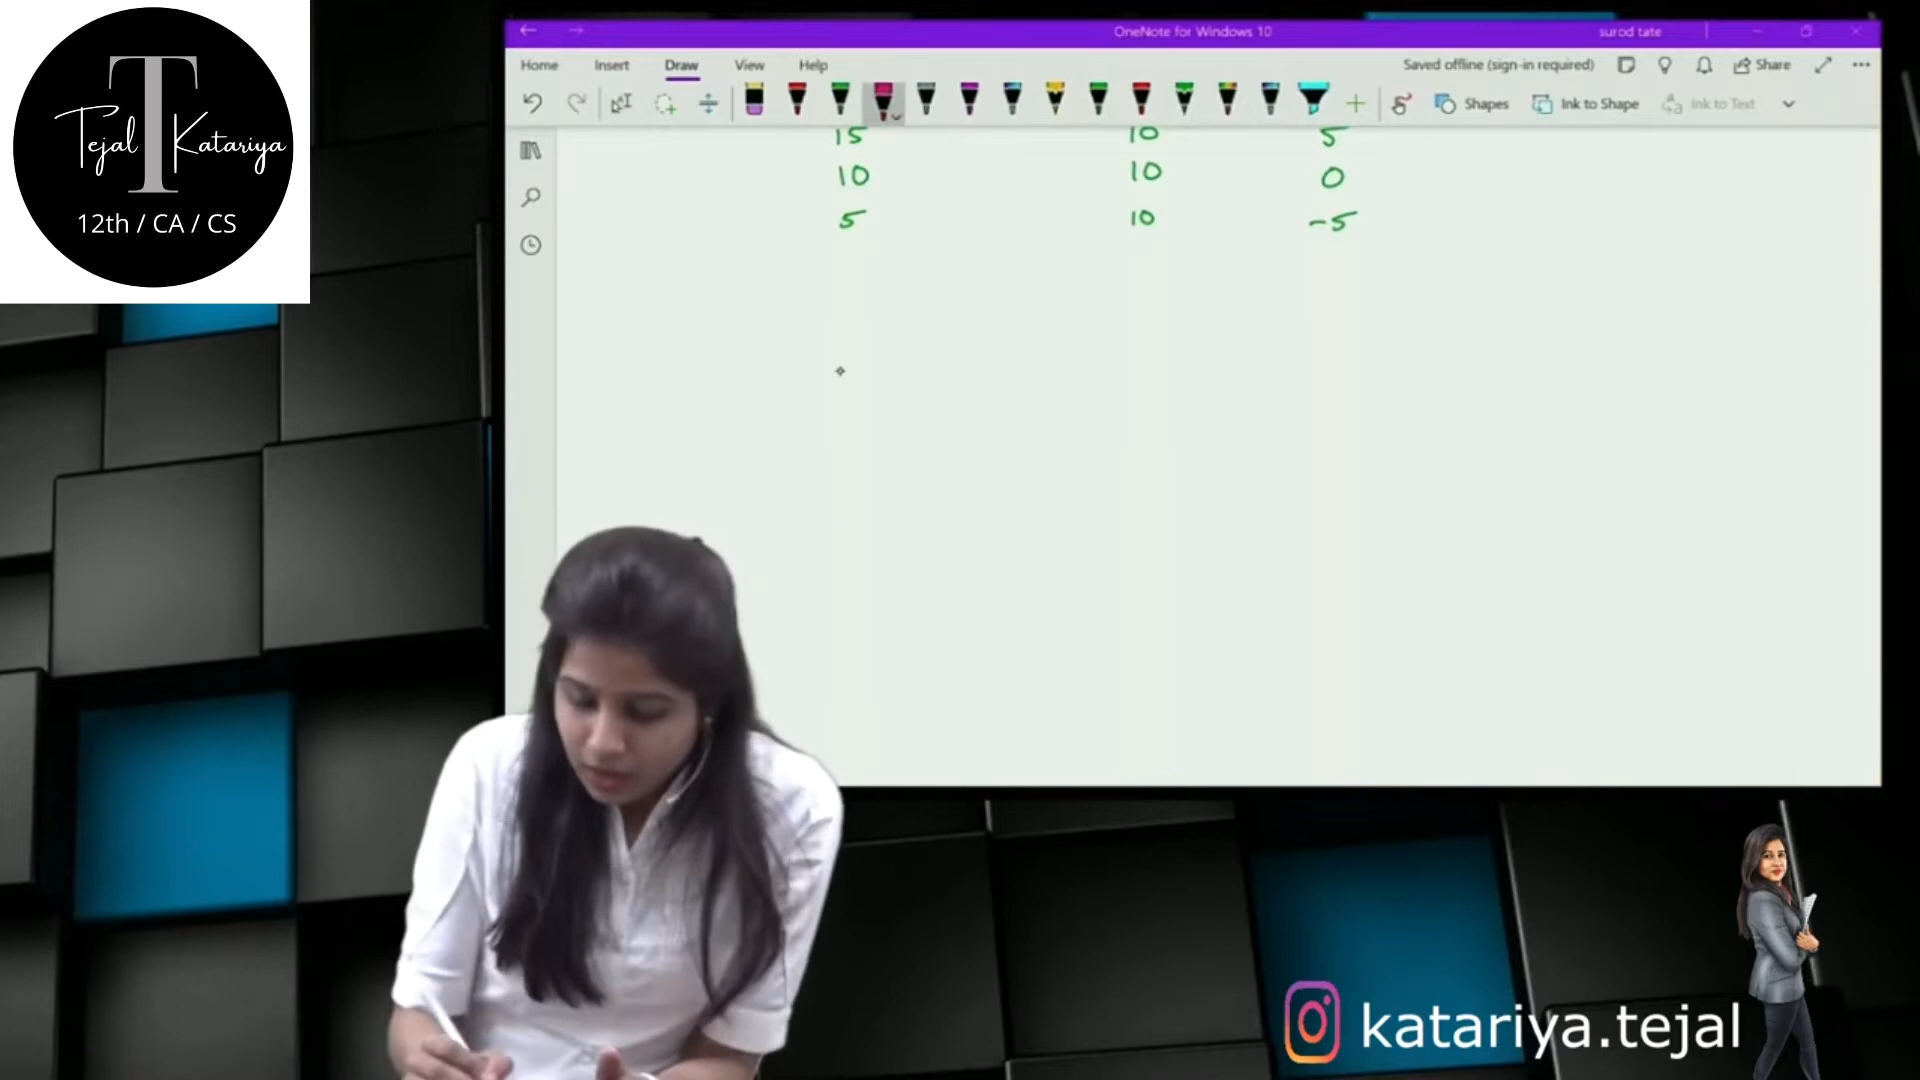 T
Tejal Katariya
12th / CA / CS
OneNote for Windows 10
surod tate
Home Insert Draw View Help
Saved offline (sign-in required) Share
Shapes Ink to Shape Ink to Text
15 10 5
10 10 0
5 10 -5
katariya.tejal